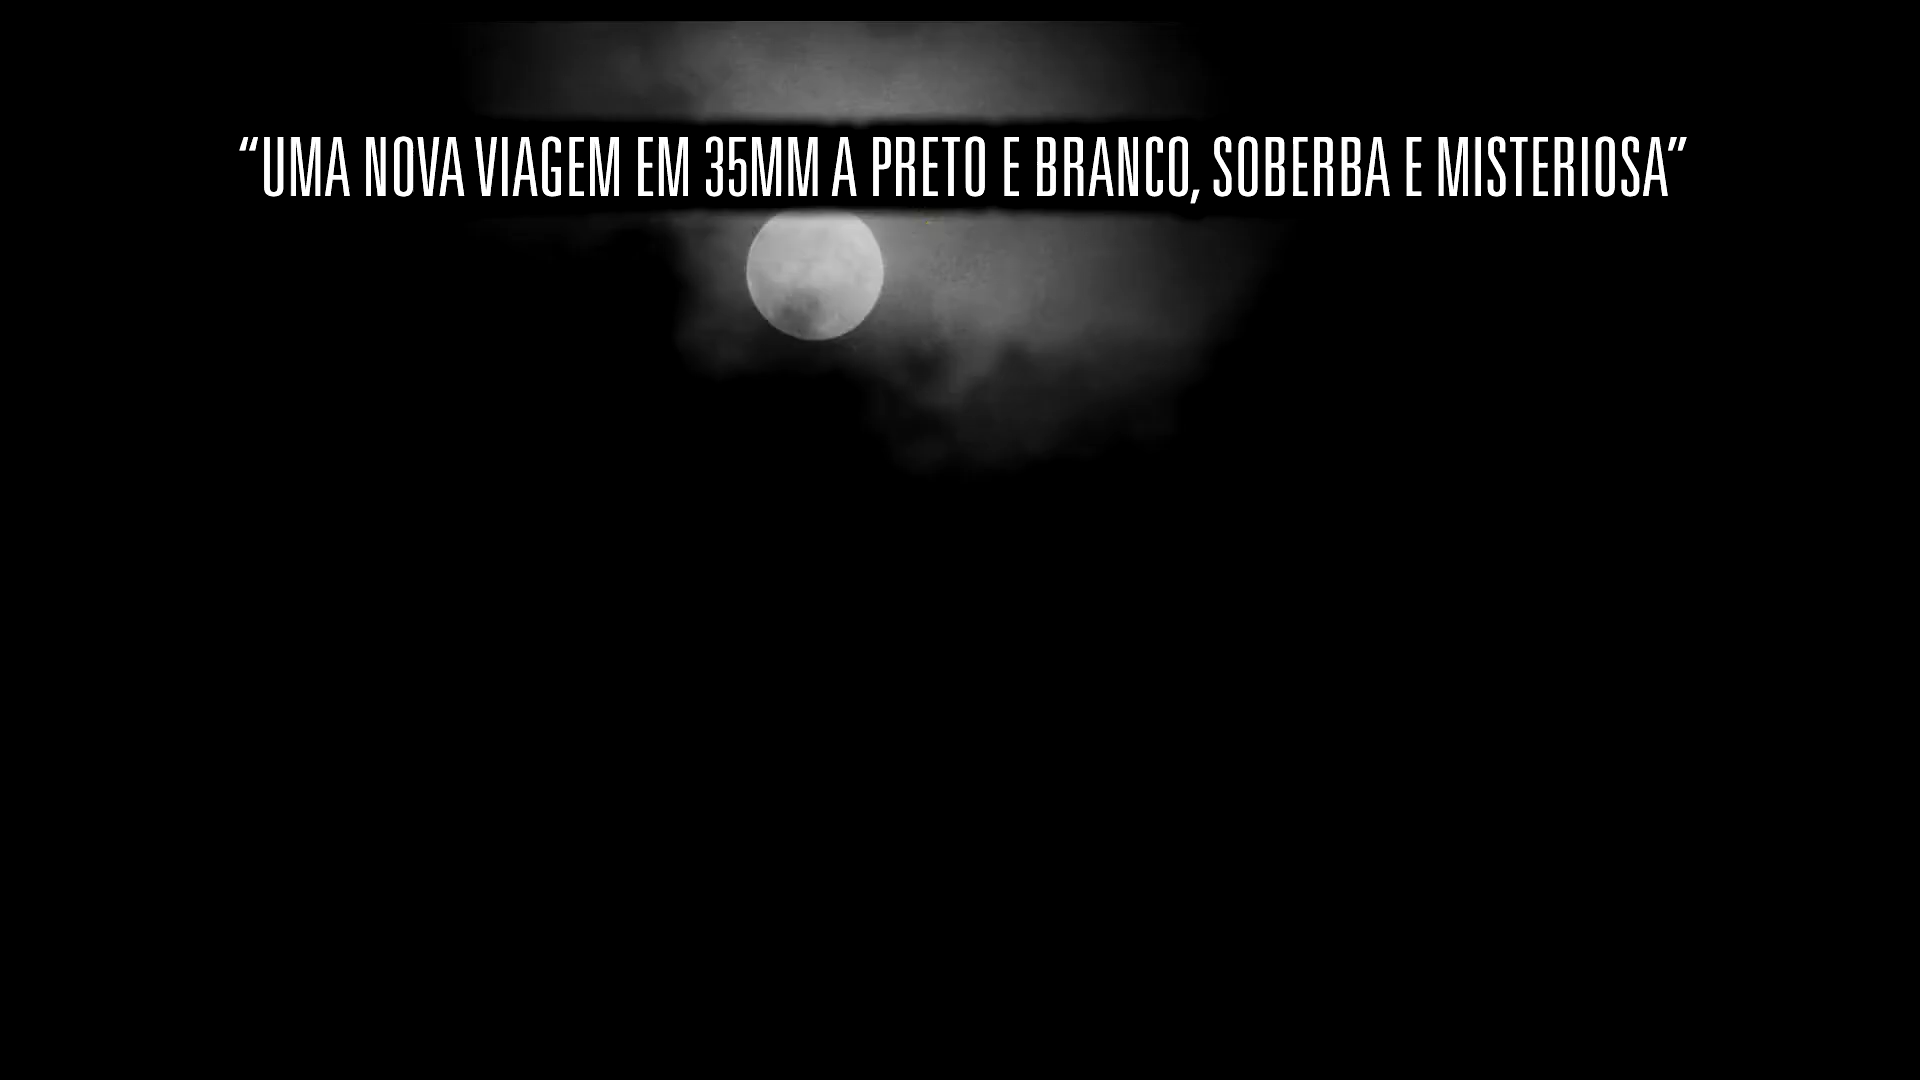 “UMA NOVA VIAGEM EM 35MM A PRETO E BRANCO, SOBERBA E MISTERIOSA”